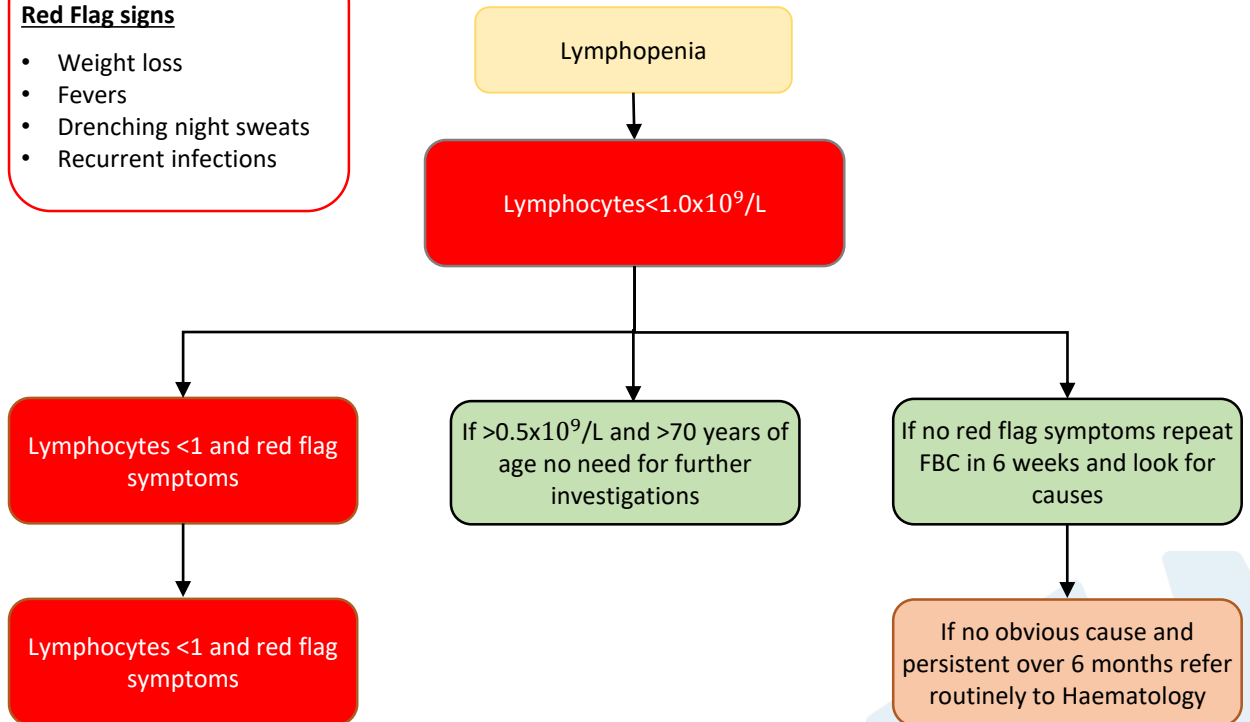 Red Flag signs
• Weight loss
• Fevers
• Drenching night sweats
• Recurrent infections
Lymphopenia
Lymphocytes<1.0x10⁹/L
Lymphocytes <1 and red flag
symptoms
If >0.5x10⁹/L and >70 years of
age no need for further
investigations
If no red flag symptoms repeat
FBC in 6 weeks and look for
causes
Lymphocytes <1 and red flag
symptoms
If no obvious cause and
persistent over 6 months refer
routinely to Haematology